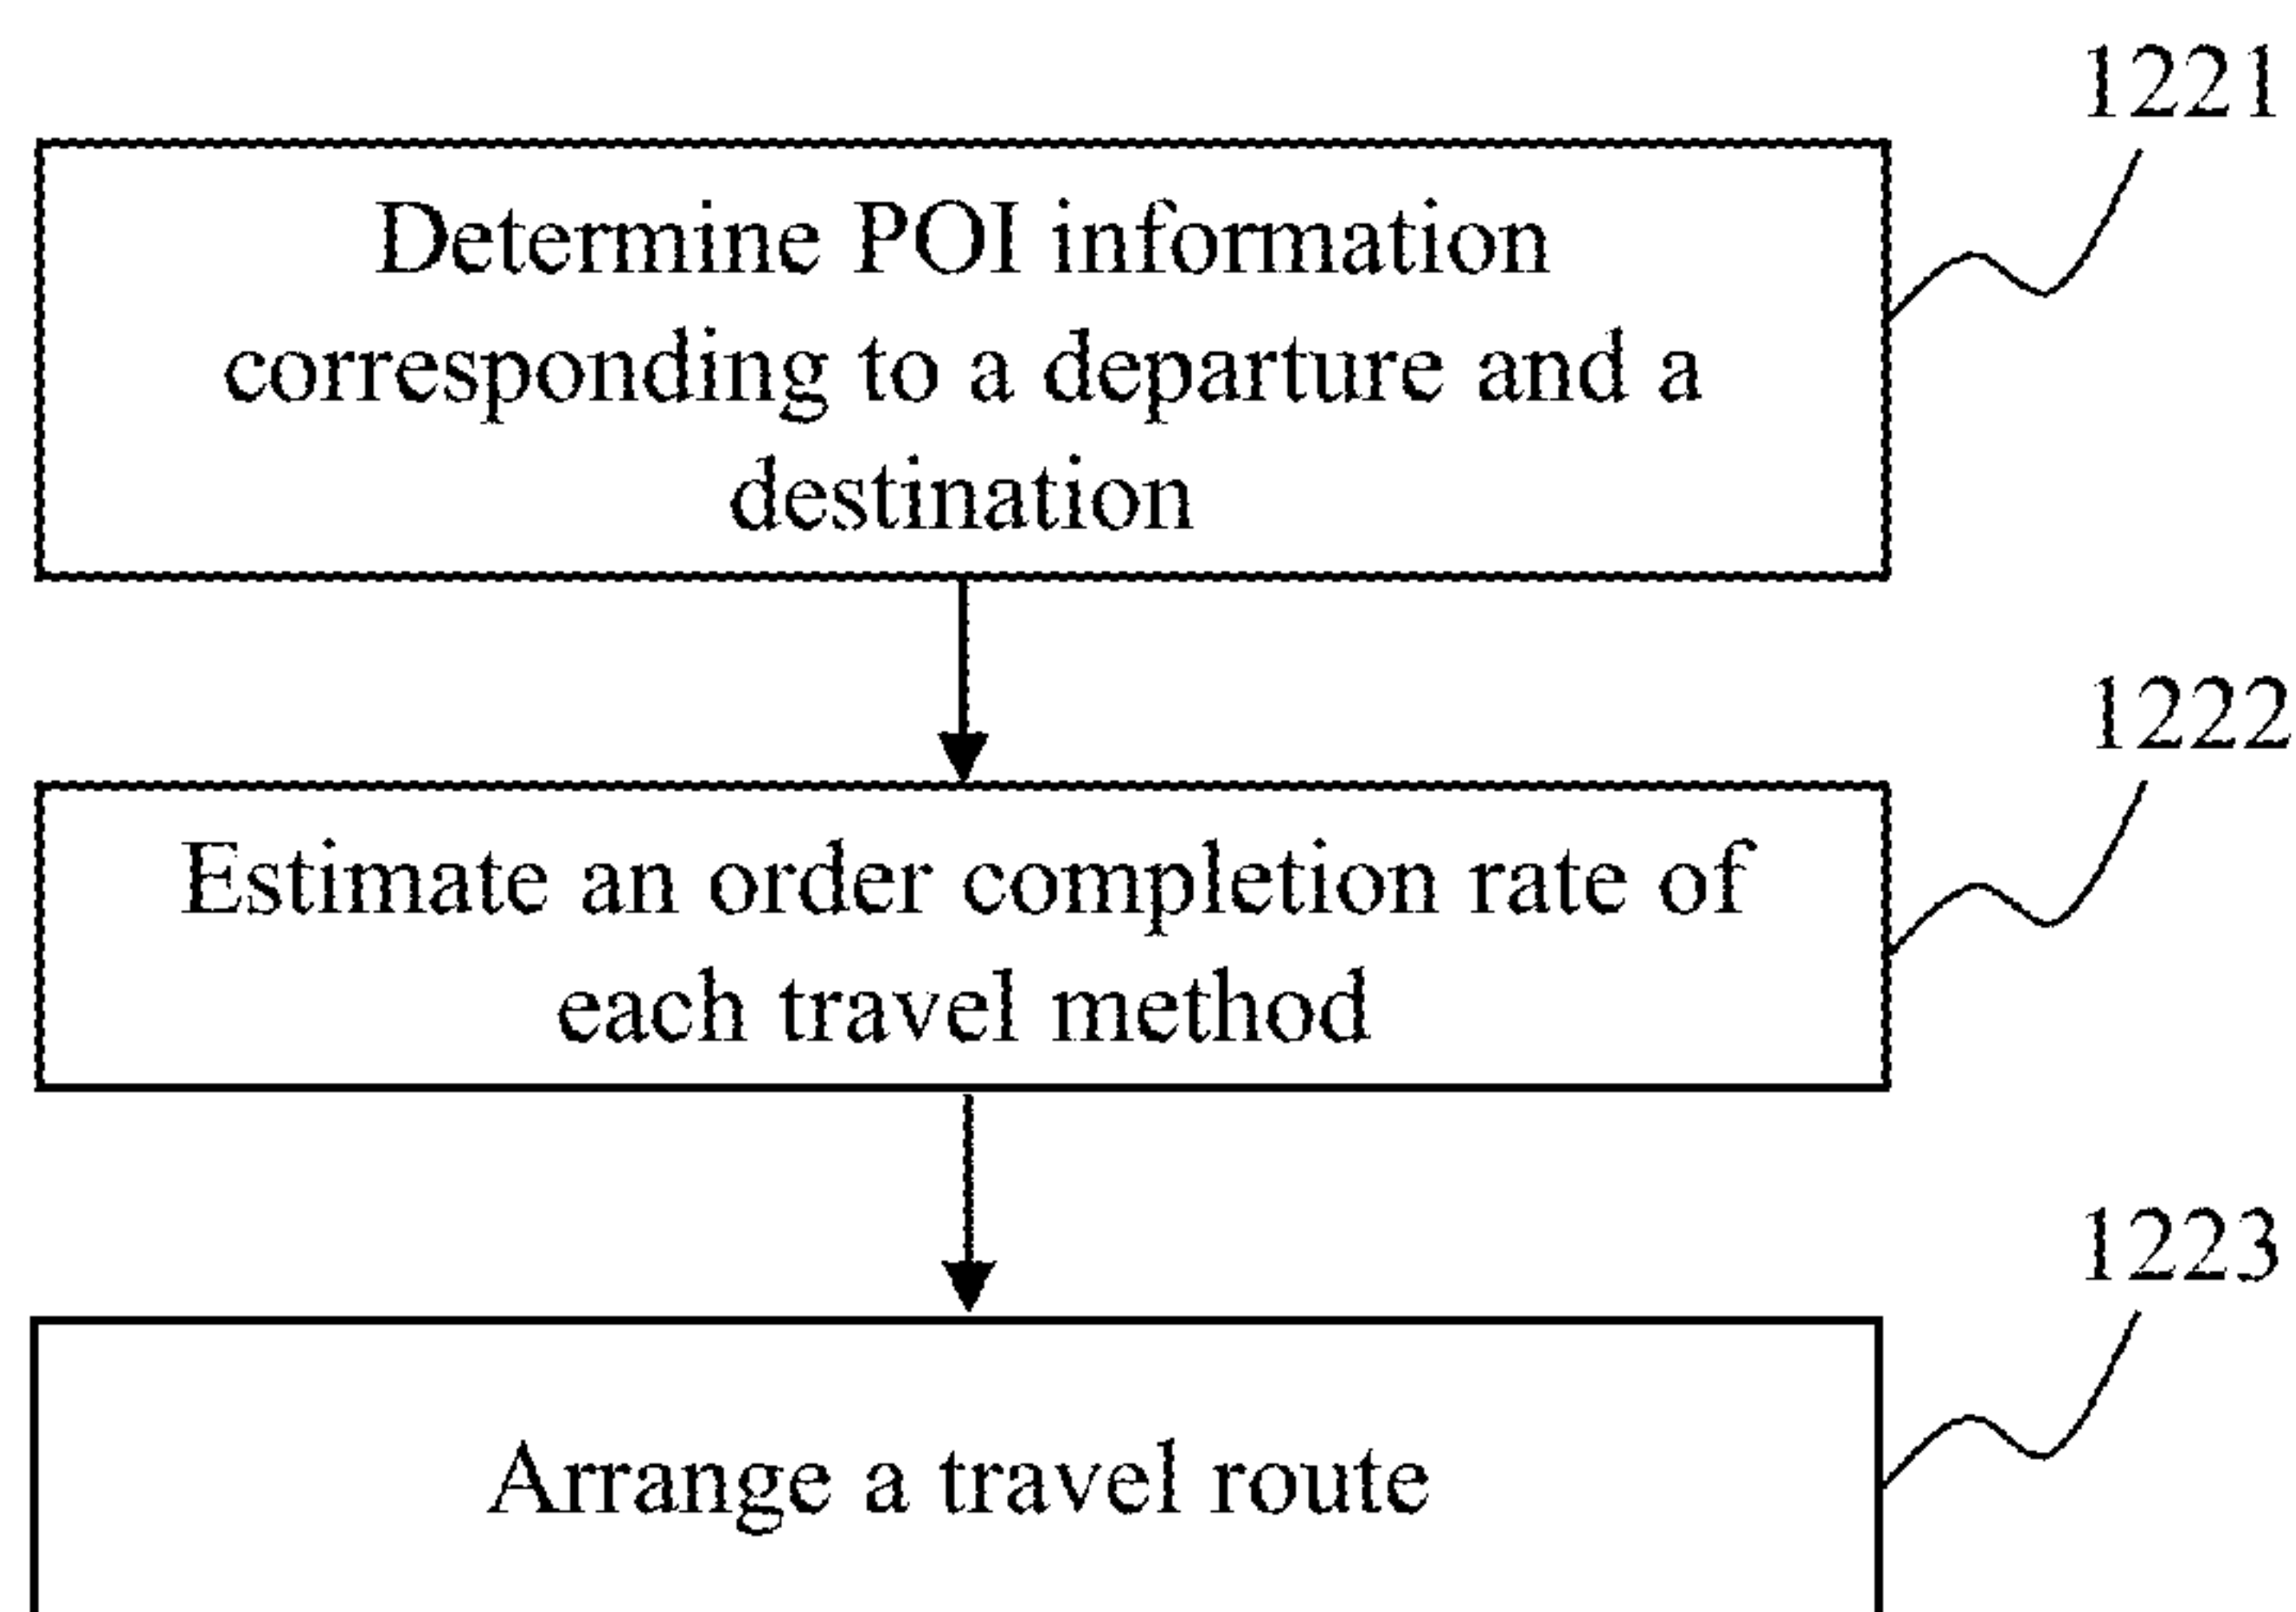 1221
Determine POI information
corresponding to a departure and a
destination
1222
Estimate an order completion rate of
each travel method
1223
Arrange a travel route